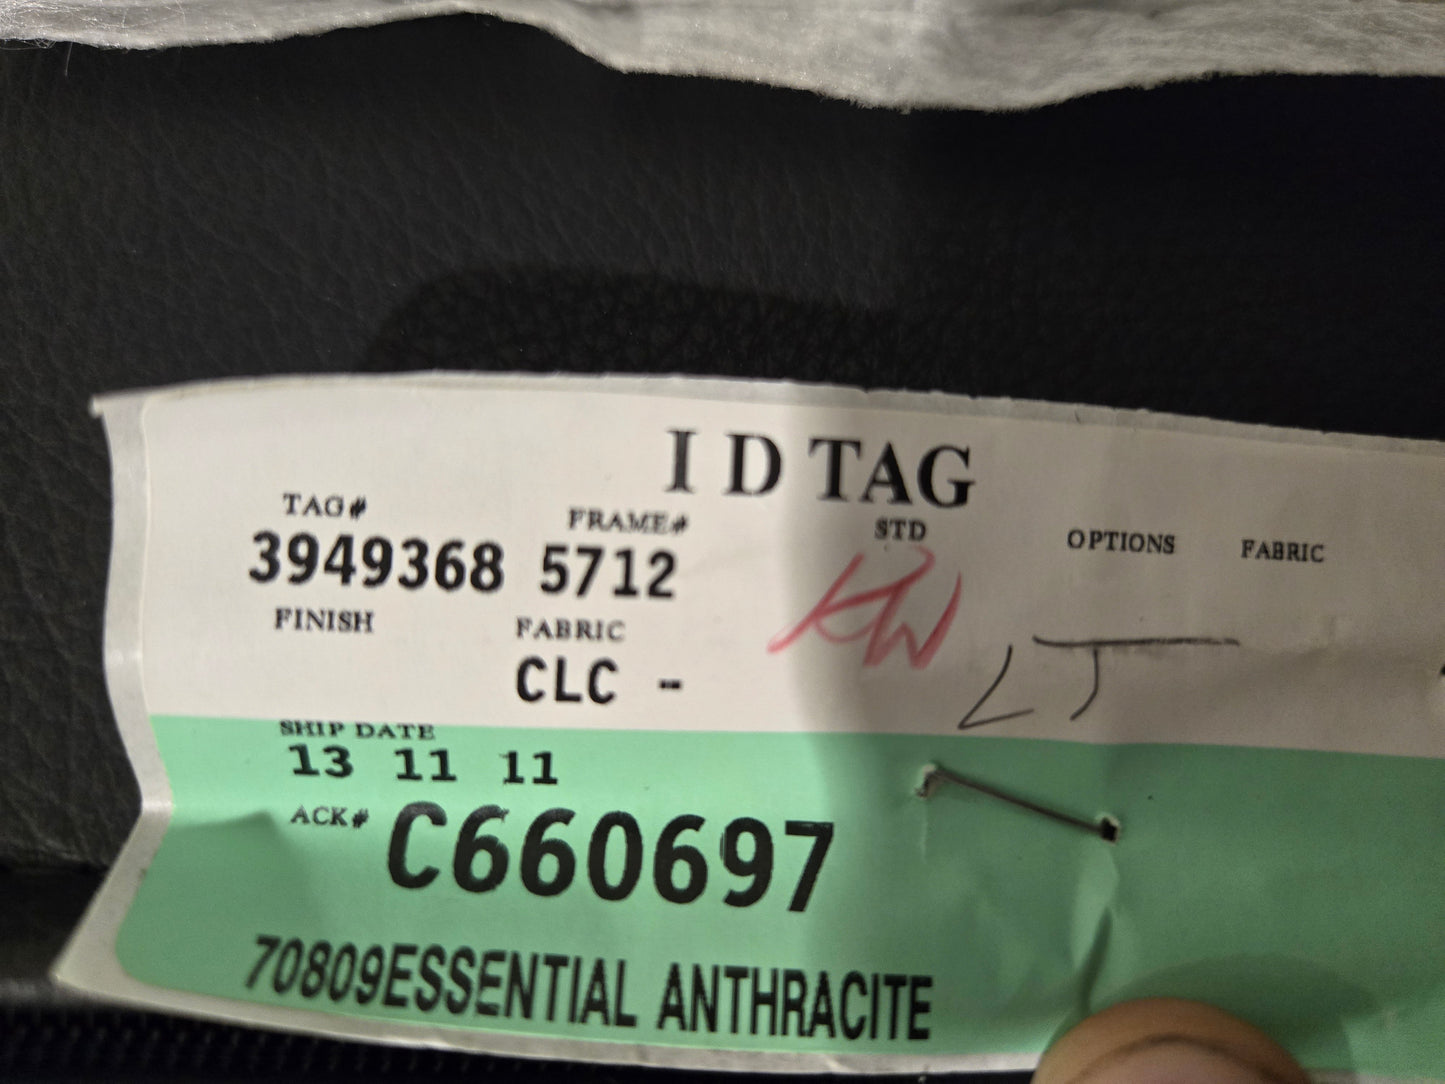 I D TAG
TAG# FRAME# STD OPTIONS FABRIC
3949368 5712
KW
FINISH FABRIC
CLC -
LT
SHIP DATE
13 11 11
ACK# C660697
70809ESSENTIAL ANTHRACITE